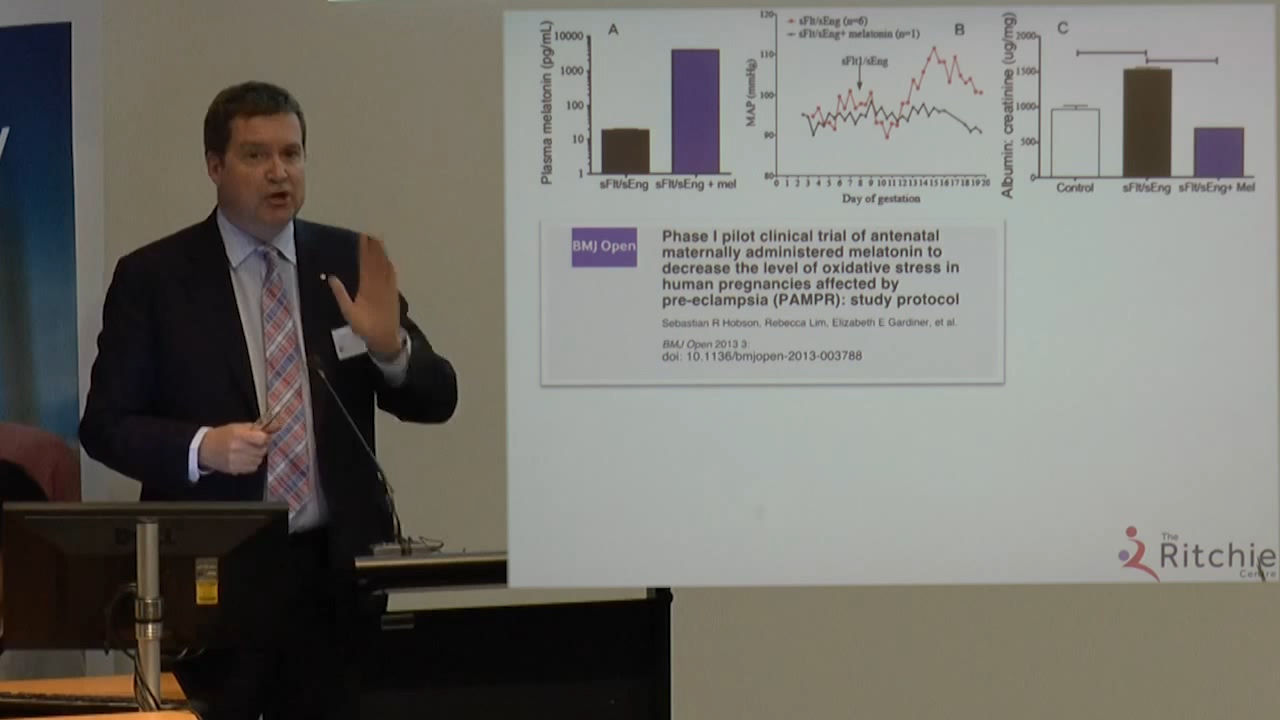 A
Plasma melatonin (pg/mL)
10000
1000
100
10
1
sFlt/sEng sFlt/sEng + mel
B
sFlt/sEng (n=6)
sFlt/sEng+ melatonin (n=1)
sFlt1/sEng
MAP (mmHg)
120
110
100
90
80
0 1 2 3 4 5 6 7 8 9 10 11 12 13 14 15 16 17 18 19 20
Day of gestation
C
Albumin: creatinine (ug/mg)
2000
1500
1000
500
0
Control sFlt/sEng sFlt/sEng+ Mel
BMJ Open
Phase I pilot clinical trial of antenatal
maternally administered melatonin to
decrease the level of oxidative stress in
human pregnancies affected by
pre-eclampsia (PAMPR): study protocol
Sebastian R Hobson, Rebecca Lim, Elizabeth E Gardiner, et al.
BMJ Open 2013 3:
doi: 10.1136/bmjopen-2013-003788
The
Ritchie
Centre
DELL